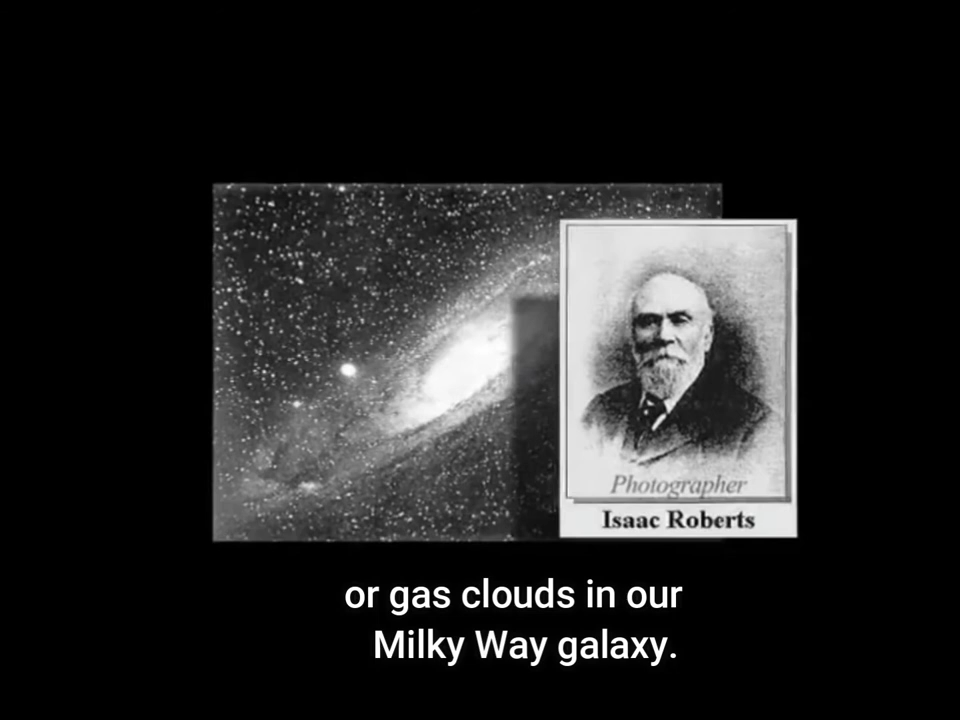 Photographer
Isaac Roberts
or gas clouds in our
Milky Way galaxy.